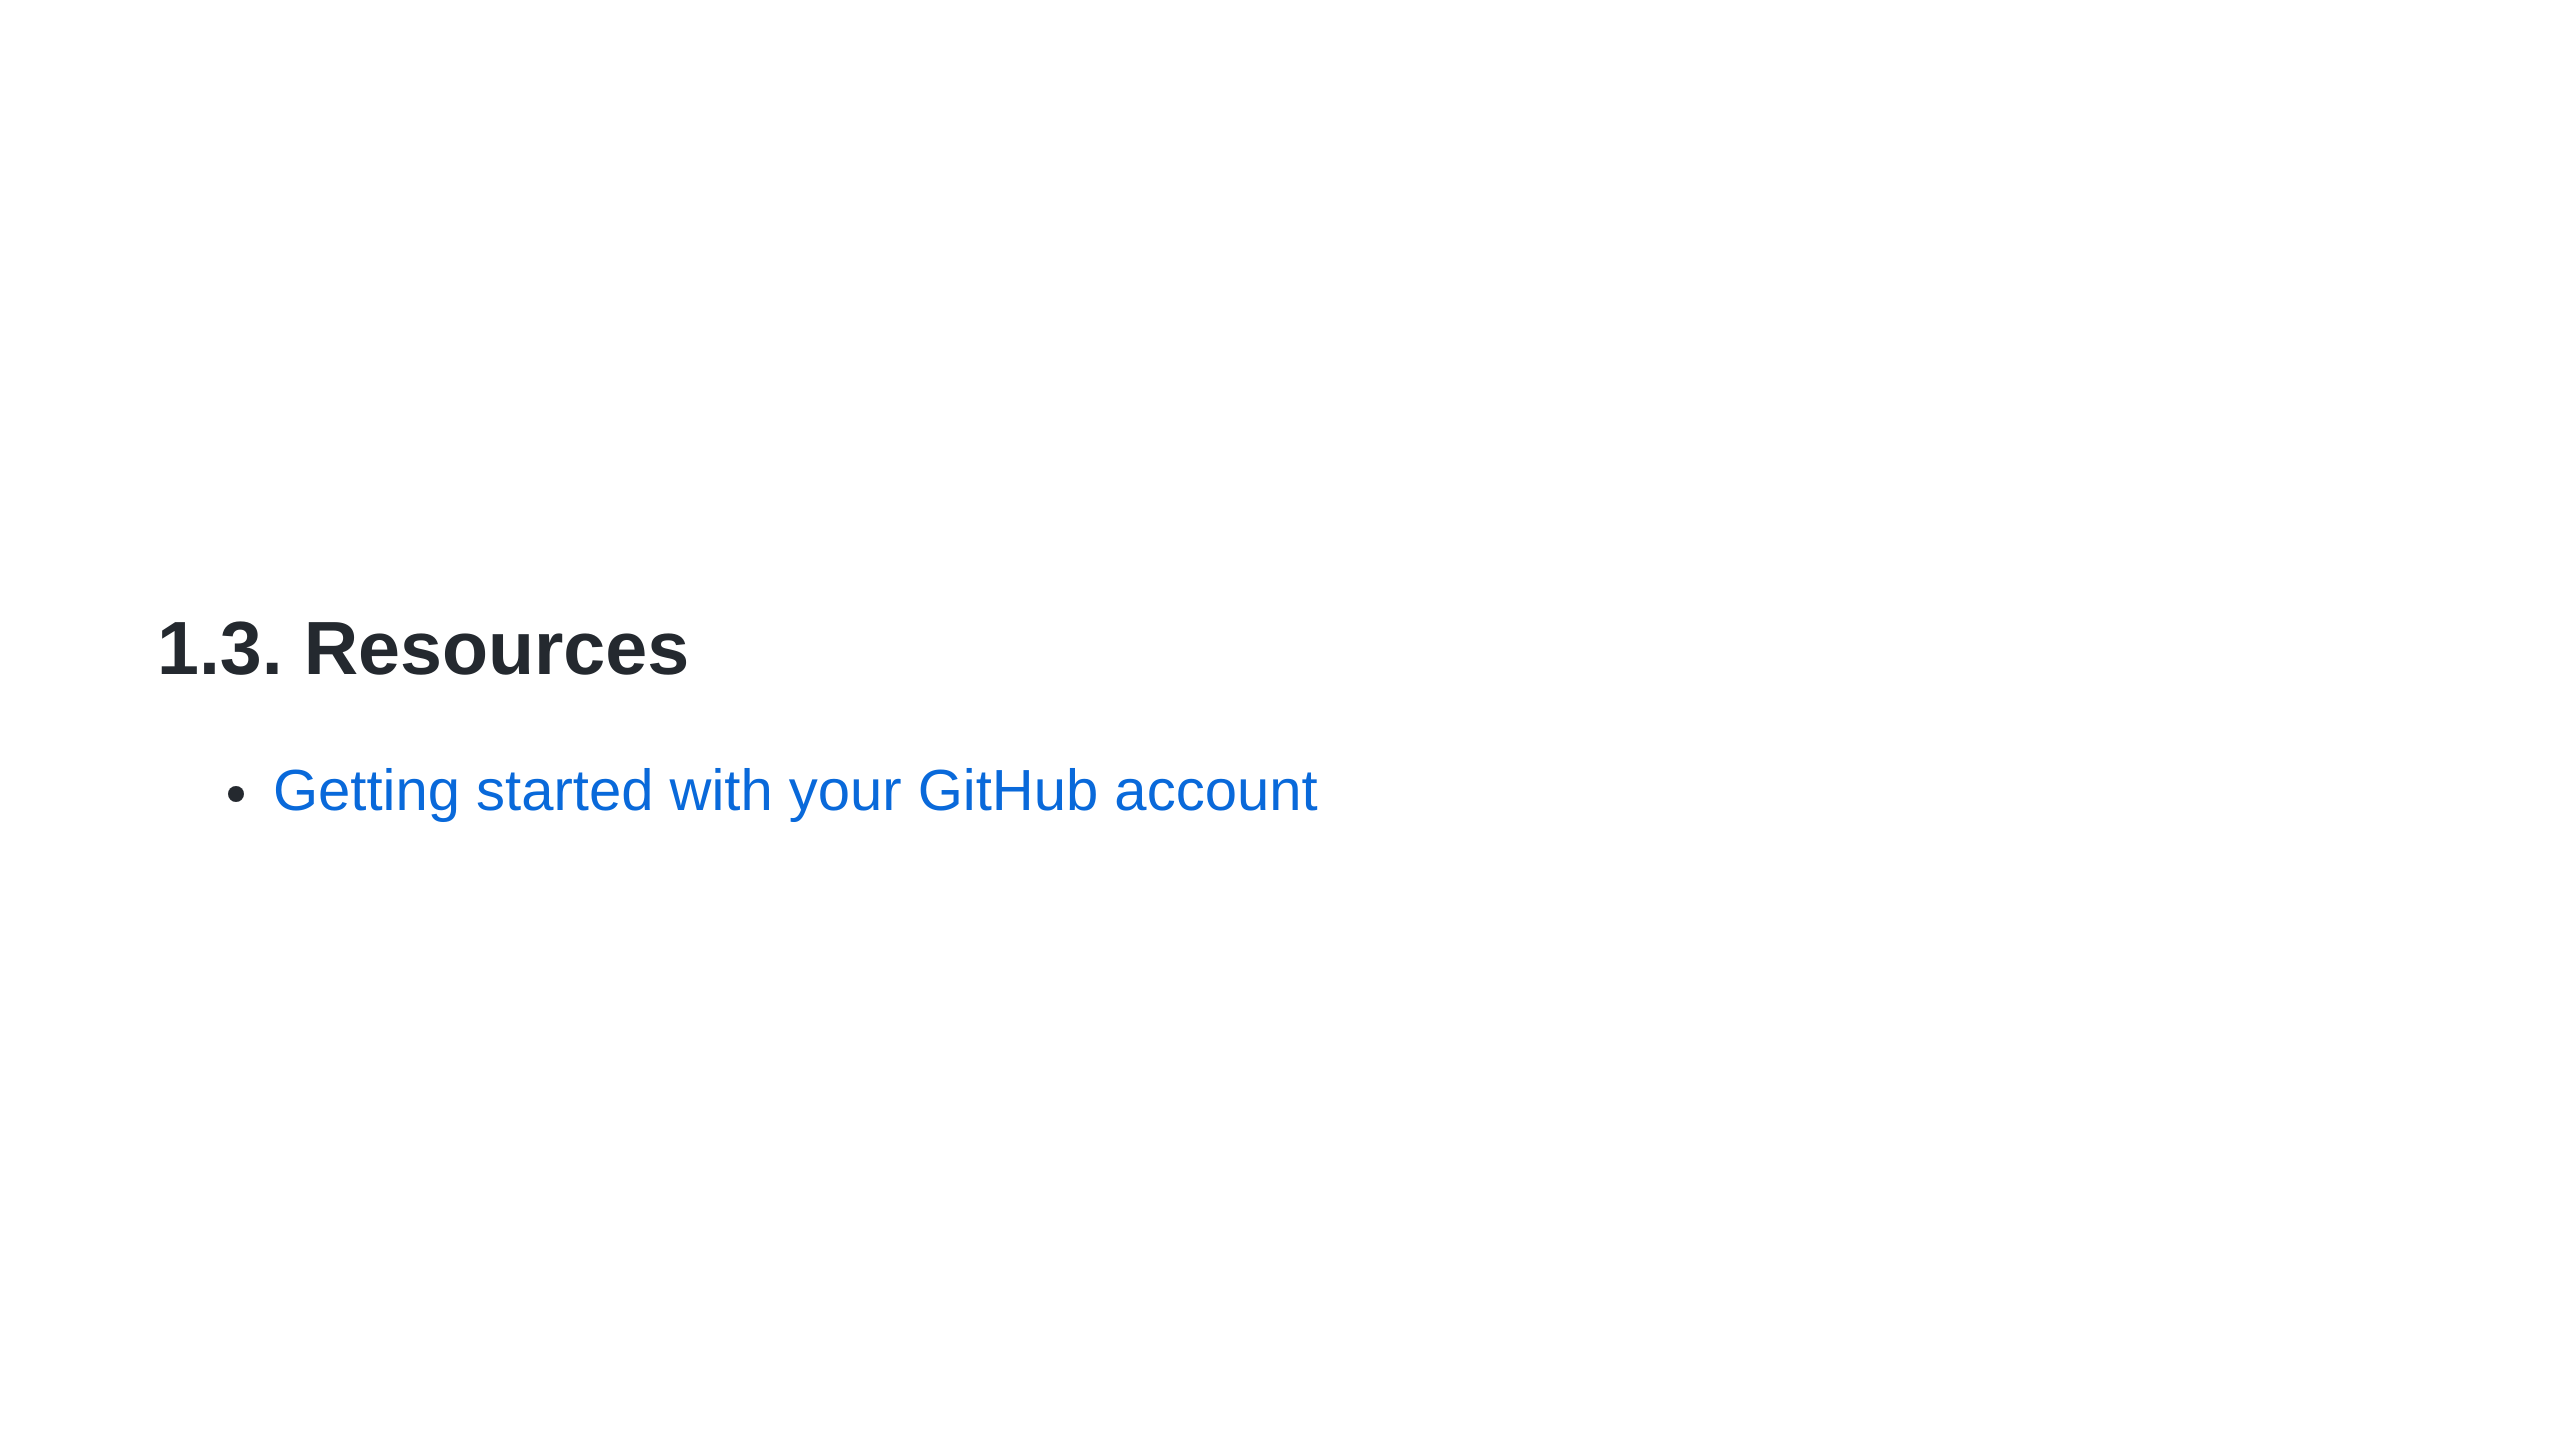 1.3. Resources
• Getting started with your GitHub account